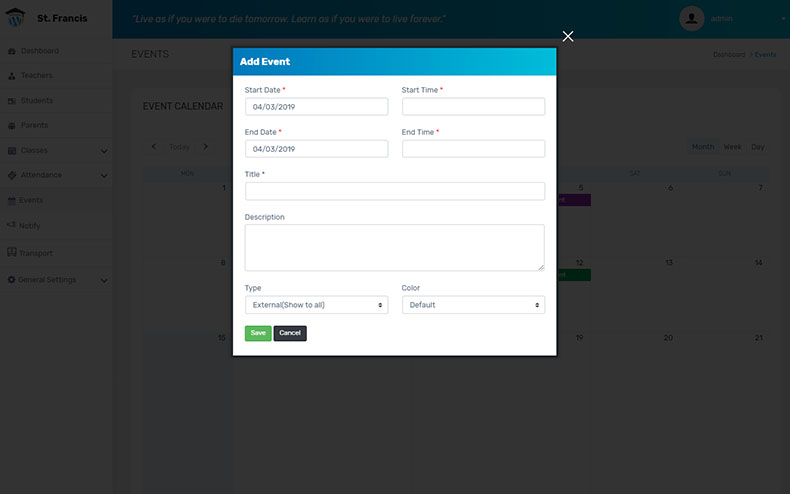 St. Francis
"Live as if you were to die tomorrow. Learn as if you were to live forever."
admin
Dashboard
EVENTS
Dashboard > Events
Teachers
Students
Parents
Classes
Attendance
Events
Notify
Transport
General Settings
EVENT CALENDAR
Today
Month Week Day
MON SAT SUN
1 5 6 7
nt
8 12 13 14
ent
15 19 20 21
Add Event
Start Date * Start Time *
04/03/2019
End Date * End Time *
04/03/2019
Title *
Description
Type Color
External(Show to all) Default
Save Cancel